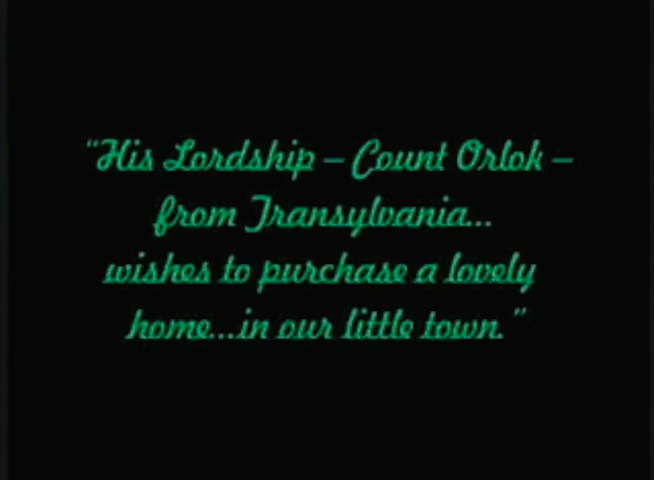 "His Lordship – Count Orlok –
from Transylvania...
wishes to purchase a lovely
home...in our little town."